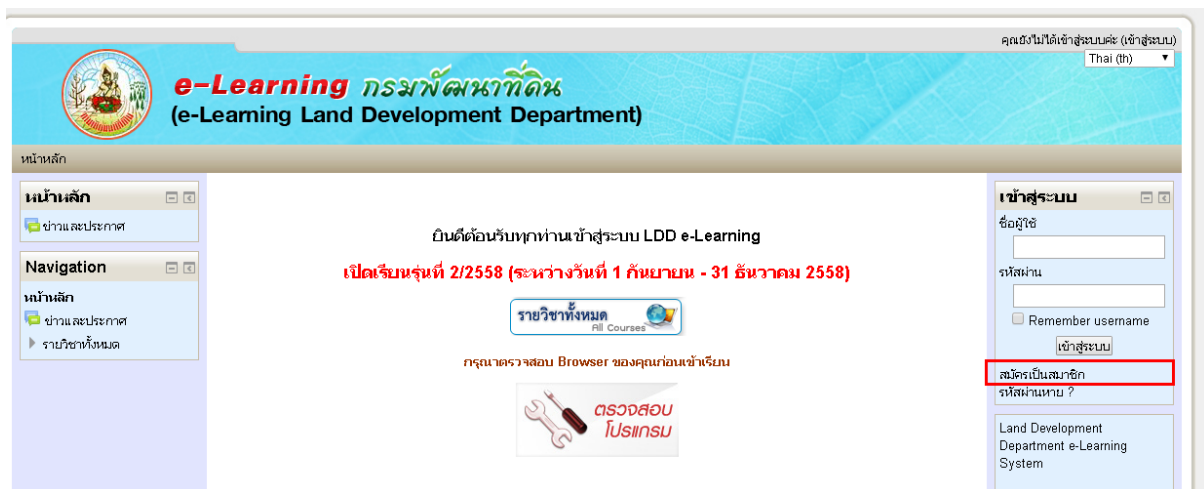 คุณยังไม่ได้เข้าสู่ระบบค่ะ (เข้าสู่ระบบ)
Thai (th)
e-Learning กรมพัฒนาที่ดิน
(e-Learning Land Development Department)
หน้าหลัก
หน้าหลัก
ข่าวและประกาศ
Navigation
หน้าหลัก
ข่าวและประกาศ
รายวิชาทั้งหมด
ยินดีต้อนรับทุกท่านเข้าสู่ระบบ LDD e-Learning
เปิดเรียนรุ่นที่ 2/2558 (ระหว่างวันที่ 1 กันยายน - 31 ธันวาคม 2558)
รายวิชาทั้งหมด
All Courses
กรุณาตรวจสอบ Browser ของคุณก่อนเข้าเรียน
ตรวจสอบ
โปรแกรม
เข้าสู่ระบบ
ชื่อผู้ใช้
รหัสผ่าน
Remember username
เข้าสู่ระบบ
สมัครเป็นสมาชิก
รหัสผ่านหาย ?
Land Development
Department e-Learning
System